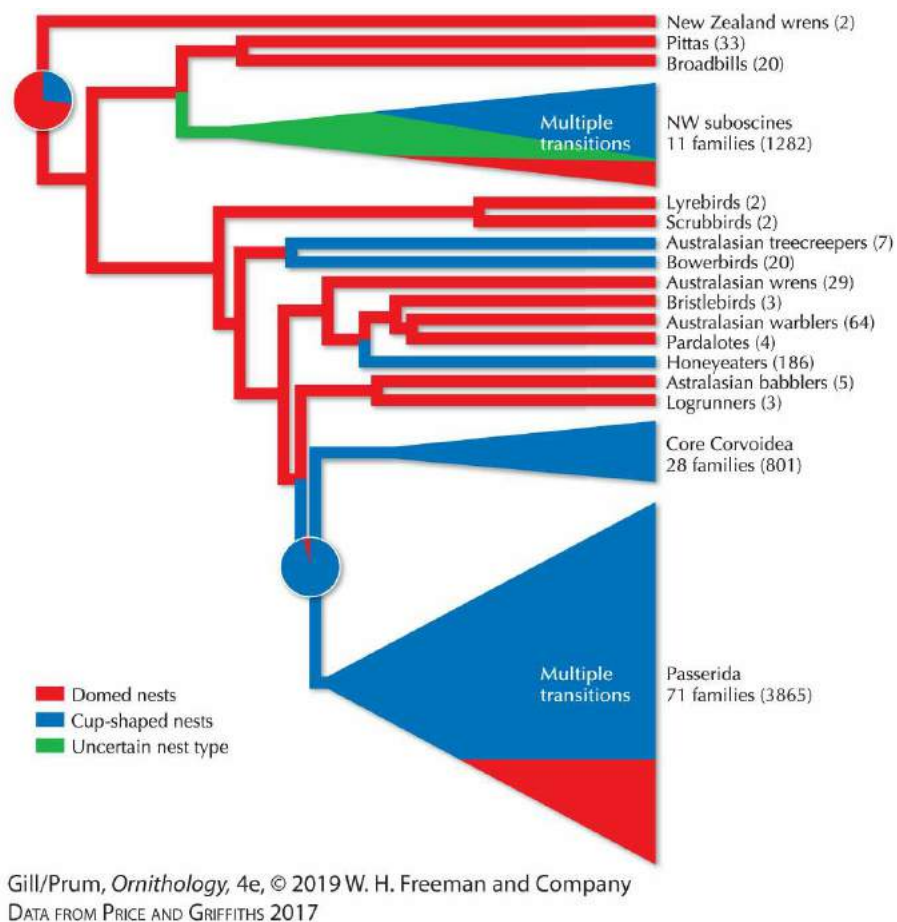 New Zealand wrens (2)
Pittas (33)
Broadbills (20)
Multiple
transitions
NW suboscines
11 families (1282)
Lyrebirds (2)
Scrubbirds (2)
Australasian treecreepers (7)
Bowerbirds (20)
Australasian wrens (29)
Bristlebirds (3)
Australasian warblers (64)
Pardalotes (4)
Honeyeaters (186)
Astralasian babblers (5)
Logrunners (3)
Core Corvoidea
28 families (801)
Multiple
transitions
Passerida
71 families (3865)
Domed nests
Cup-shaped nests
Uncertain nest type
Gill/Prum, Ornithology, 4e, © 2019 W. H. Freeman and Company
DATA FROM PRICE AND GRIFFITHS 2017